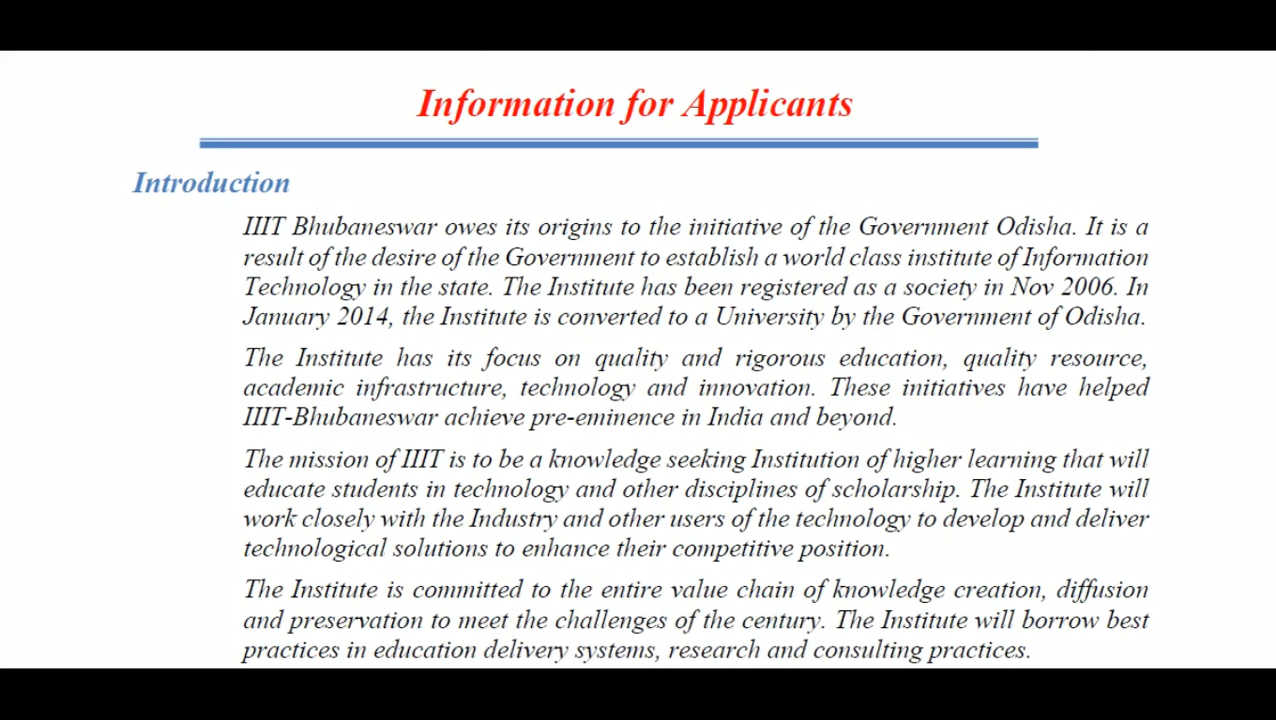 Information for Applicants
Introduction
IIIT Bhubaneswar owes its origins to the initiative of the Government Odisha. It is a
result of the desire of the Government to establish a world class institute of Information
Technology in the state. The Institute has been registered as a society in Nov 2006. In
January 2014, the Institute is converted to a University by the Government of Odisha.
The Institute has its focus on quality and rigorous education, quality resource,
academic infrastructure, technology and innovation. These initiatives have helped
IIIT-Bhubaneswar achieve pre-eminence in India and beyond.
The mission of IIIT is to be a knowledge seeking Institution of higher learning that will
educate students in technology and other disciplines of scholarship. The Institute will
work closely with the Industry and other users of the technology to develop and deliver
technological solutions to enhance their competitive position.
The Institute is committed to the entire value chain of knowledge creation, diffusion
and preservation to meet the challenges of the century. The Institute will borrow best
practices in education delivery systems, research and consulting practices.